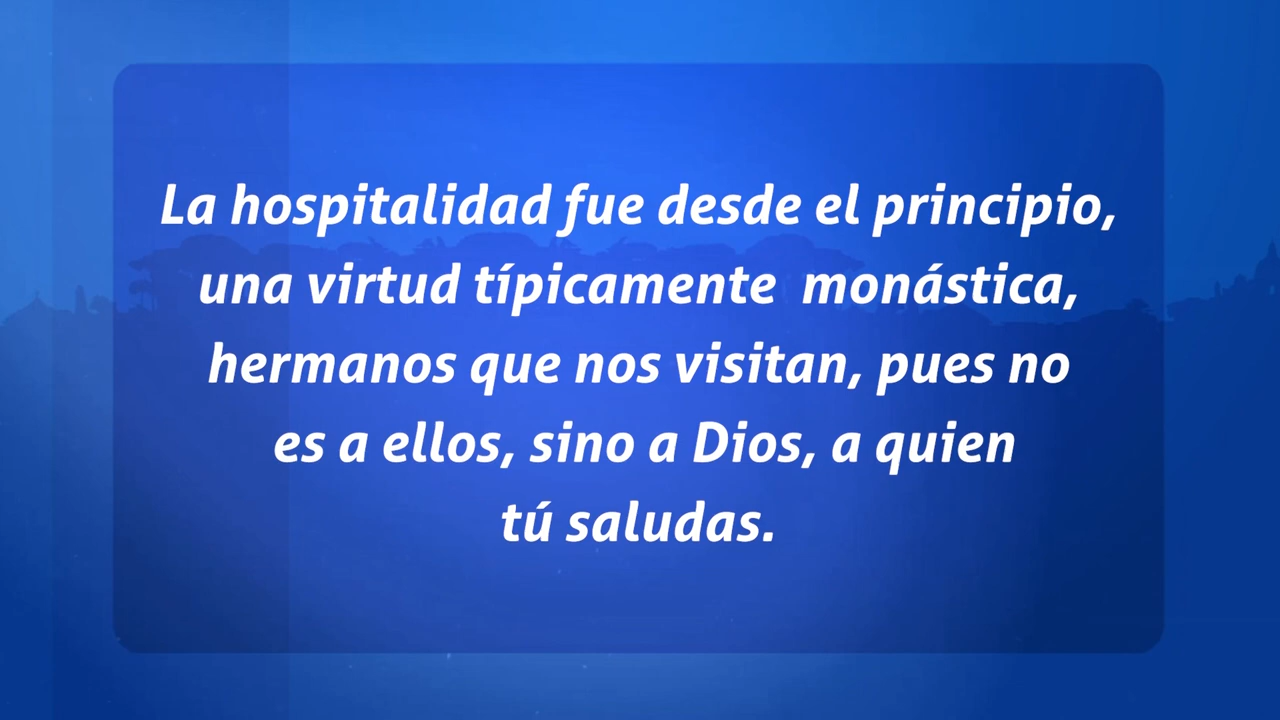 La hospitalidad fue desde el principio,
una virtud típicamente  monástica,
hermanos que nos visitan, pues no
es a ellos, sino a Dios, a quien
tú saludas.